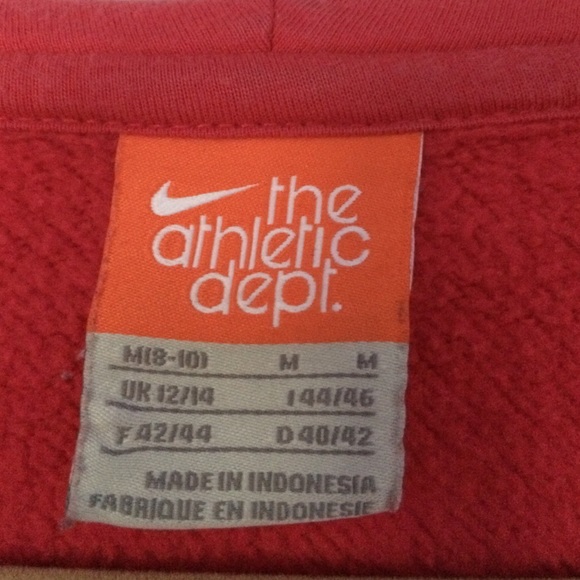 the
athletic
dept.
M(8-10) M M
UK 12/14 I 44/46
F 42/44 D 40/42
MADE IN INDONESIA
FABRIQUE EN INDONESIE